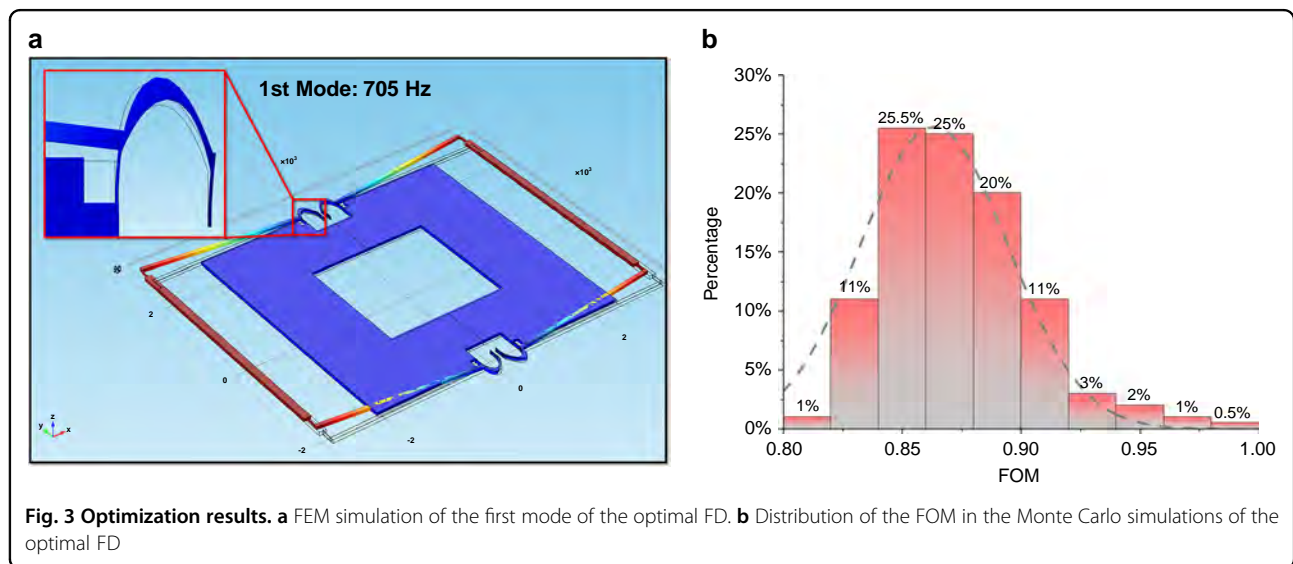 a
1st Mode: 705 Hz
×10³
×10³
2
0
-2
0
2
z
y
x
b
30%
25%
20%
15%
10%
5%
0%
Percentage
1%
11%
25.5%
25%
20%
11%
3%
2%
1%
0.5%
0.80
0.85
0.90
0.95
1.00
FOM
Fig. 3 Optimization results. a FEM simulation of the first mode of the optimal FD. b Distribution of the FOM in the Monte Carlo simulations of the
optimal FD